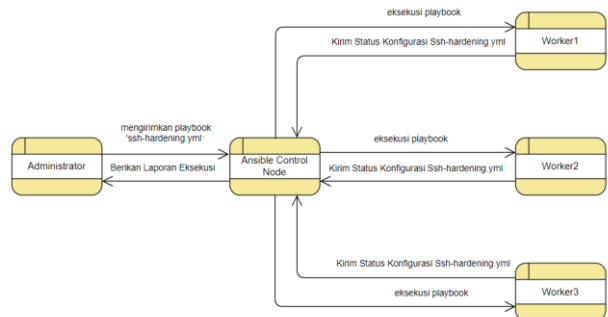 eksekusi playbook
Kirim Status Konfigurasi Ssh-hardening.yml
Worker1
mengirimkan playbook
'ssh-hardening.yml'
Administrator
Berikan Laporan Eksekusi
Ansible Control
Node
eksekusi playbook
Kirim Status Konfigurasi Ssh-hardening.yml
Worker2
Kirim Status Konfigurasi Ssh-hardening.yml
eksekusi playbook
Worker3